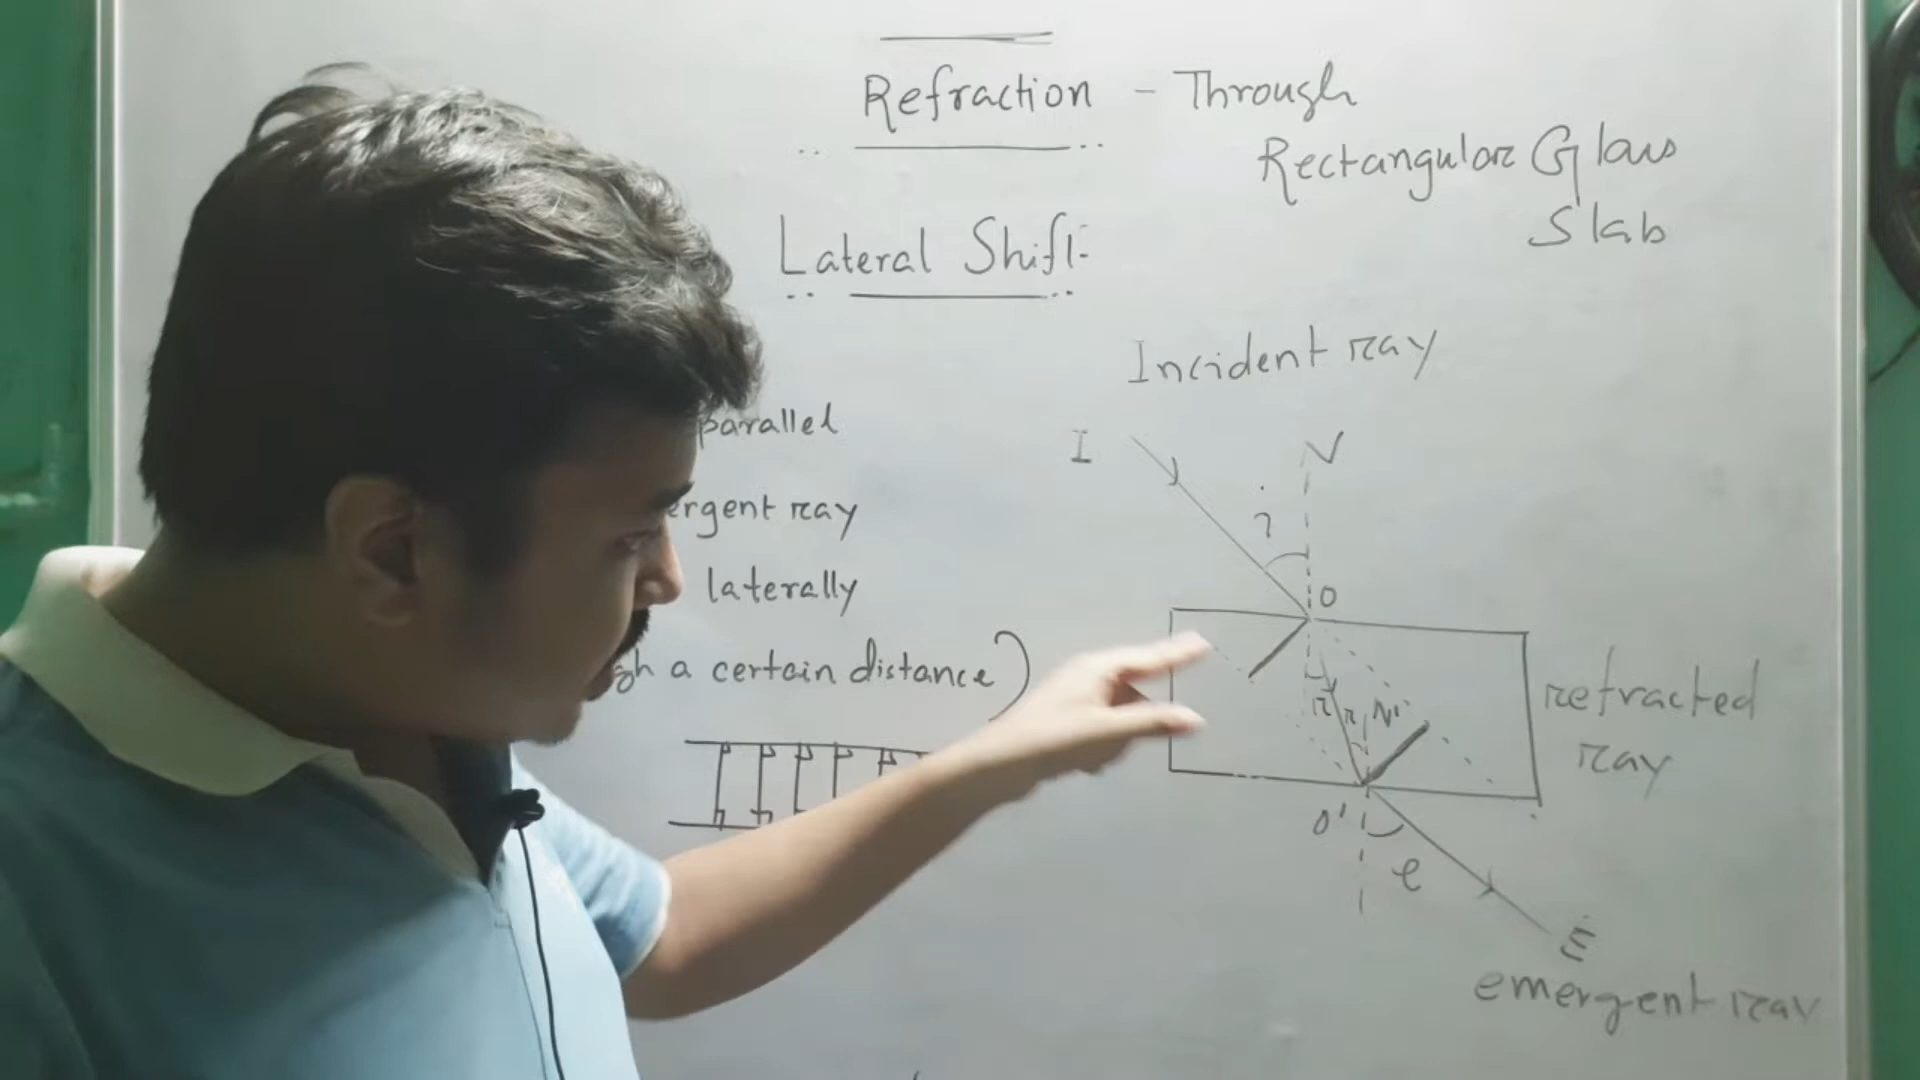 Refraction - Through
Rectangular Glass
Slab
Lateral Shift
parallel
ergent ray
laterally
gh a certain distance)
Incident ray
I
N
i
O
r
r
N'
refracted
ray
O'
e
E
emergent ray